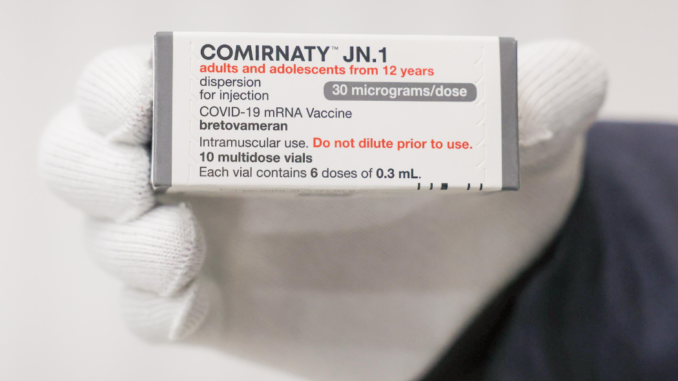 COMIRNATY™ JN.1
adults and adolescents from 12 years
dispersion
for injection
30 micrograms/dose
COVID-19 mRNA Vaccine
bretovameran
Intramuscular use. Do not dilute prior to use.
10 multidose vials
Each vial contains 6 doses of 0.3 mL.